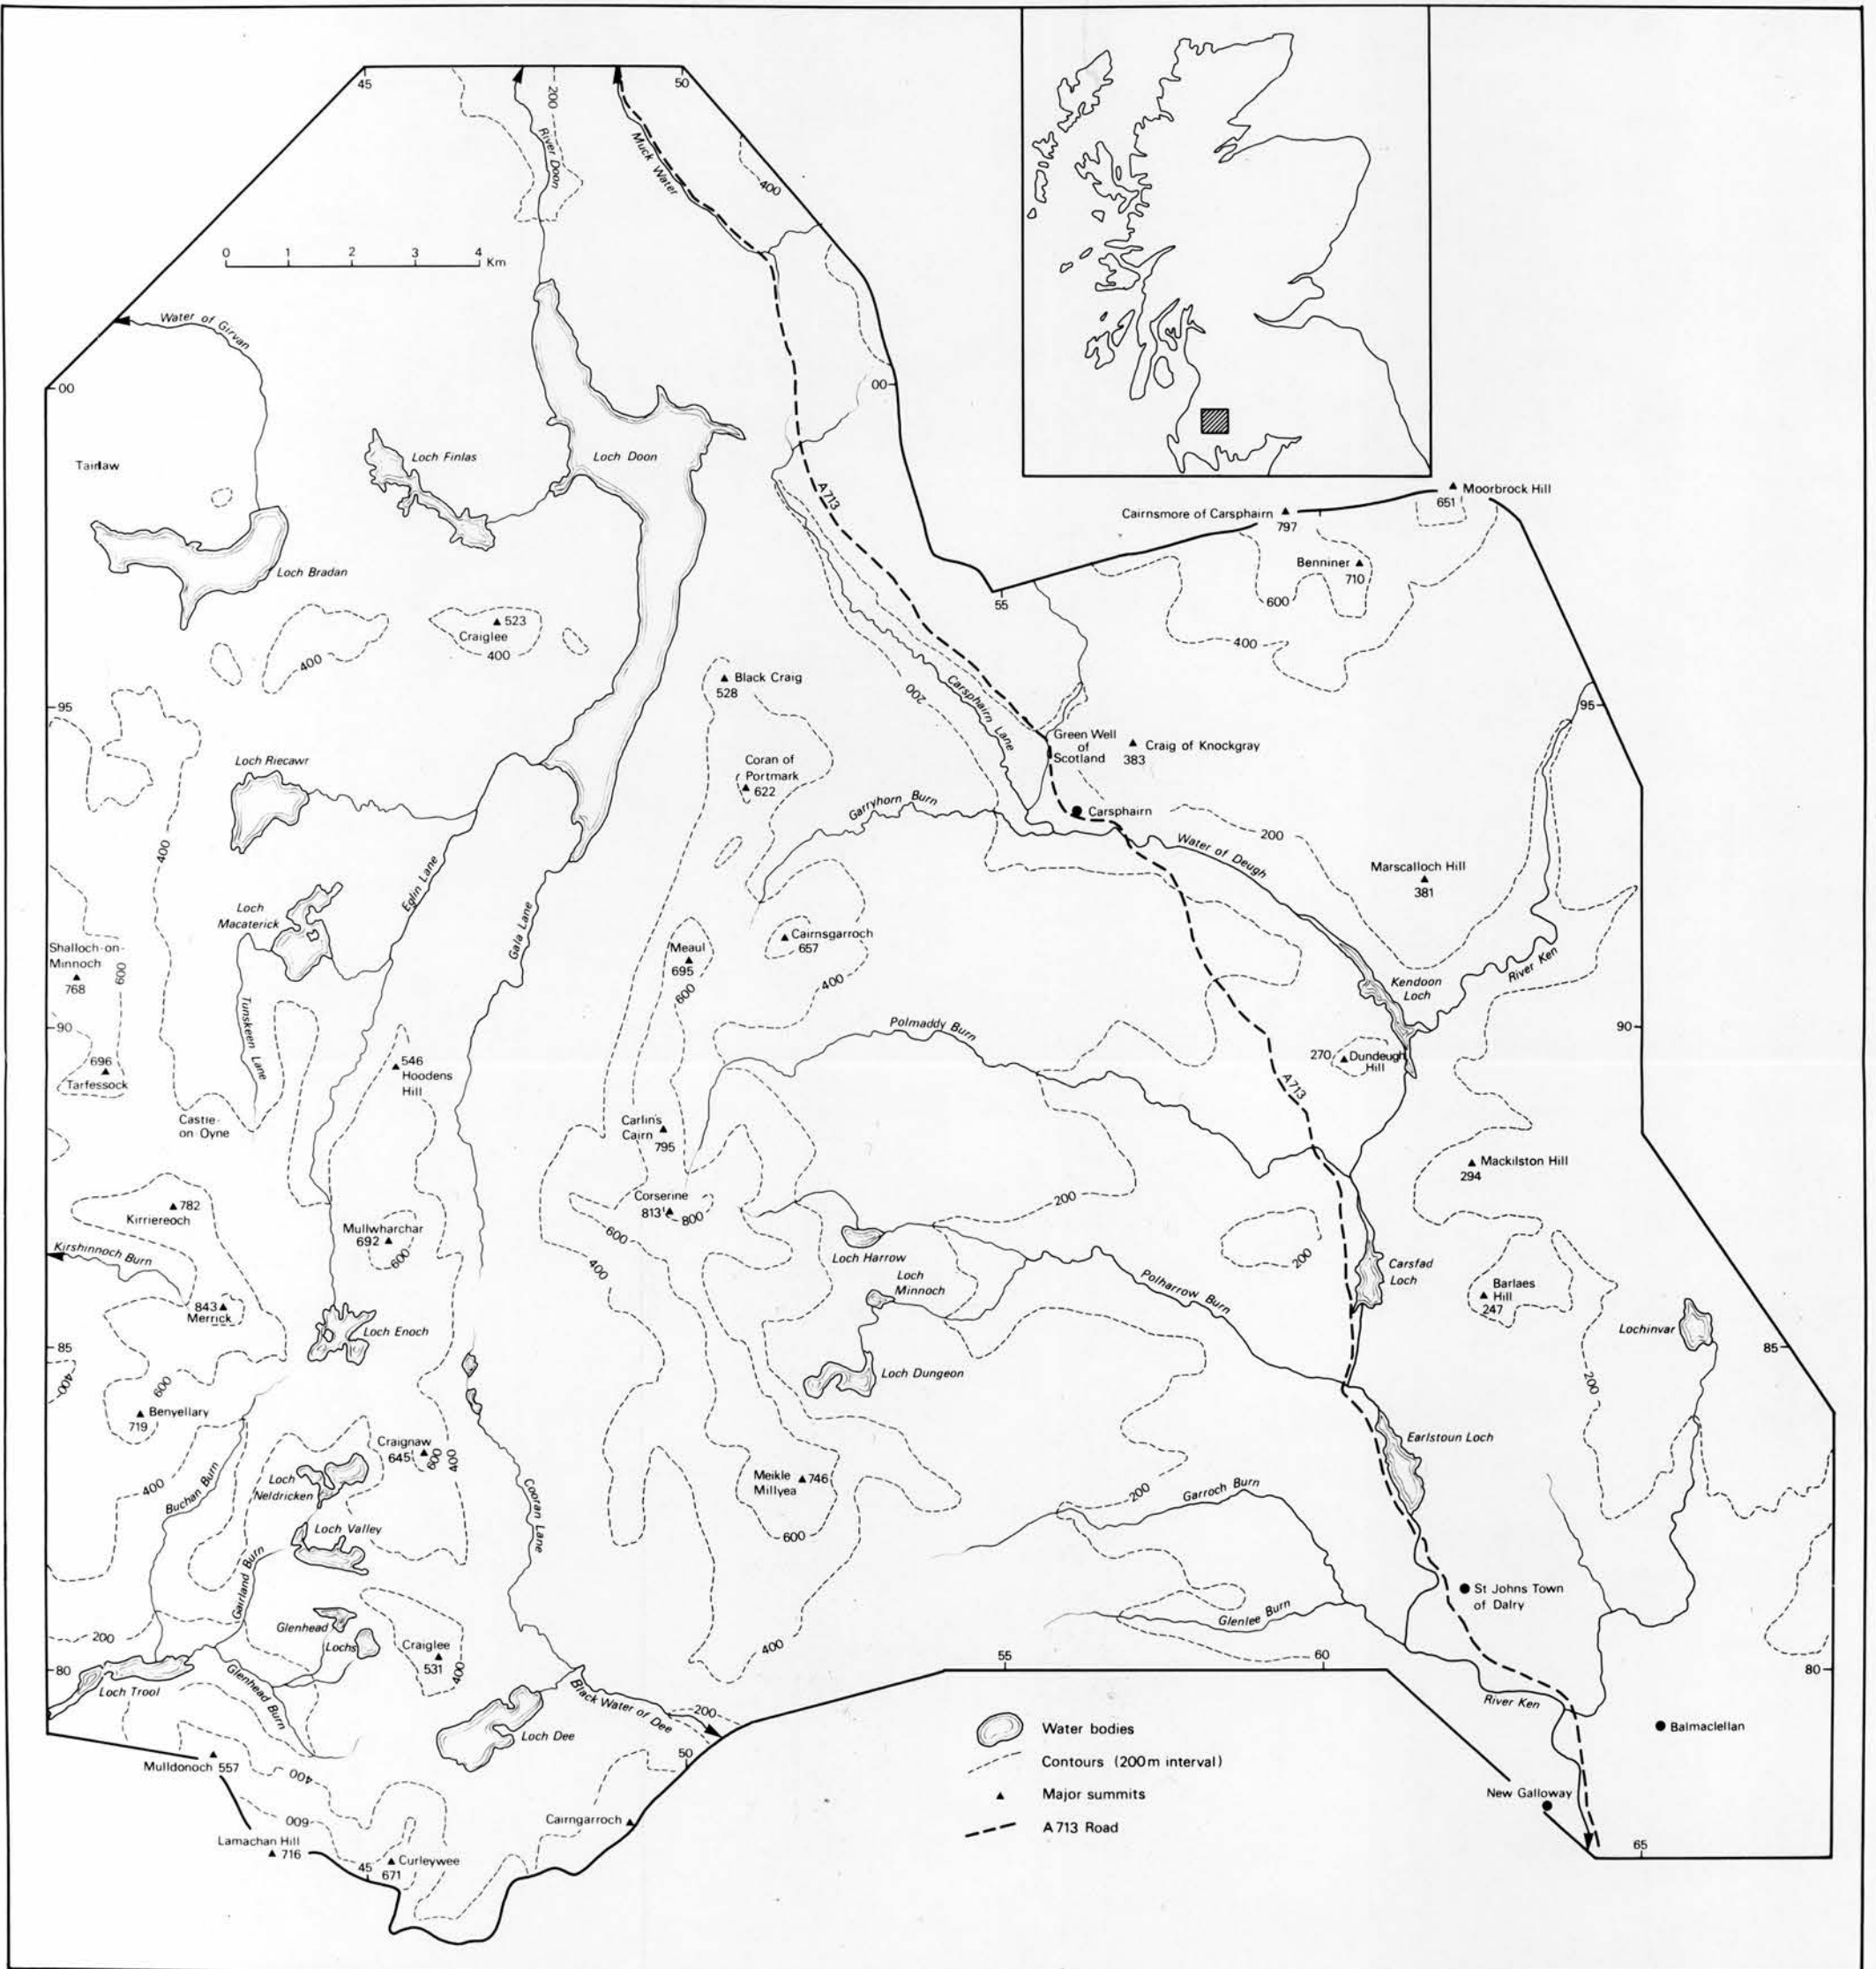 45
50
200
River Doon
Muck Water
400
0 1 2 3 4 Km
Water of Girvan
00
00
Tairlaw
Loch Finlas
Loch Doon
A713
Moorbrock Hill
651
Cairnsmore of Carsphairn
797
Benniner
710
600
Loch Bradan
55
523
Craiglee
400
400
400
Black Craig
528
200
Carsphairn Lane
95
95
Green Well
of
Scotland
Craig of Knockgray
383
Loch Riecawr
Coran of
Portmark
622
Garryhorn Burn
Carsphairn
200
Water of Deugh
400
Eglin Lane
Marscalloch Hill
381
Loch
Macaterick
Gala Lane
Shalloch-on-
Minnoch
768
600
Meaul
695
Cairnsgarroch
657
600
400
Kendoon
Loch
River Ken
Tunskeen Lane
90
90
Polmaddy Burn
696
Tarfessock
546
Hoodens
Hill
270
Dundeugh
Hill
A713
Castle-
on-Oyne
Carlin's
Cairn
795
Mackilston Hill
294
782
Kirriereoch
Corserine
813
800
200
Mullwharchar
692
600
600
Kirshinnoch Burn
400
Loch Harrow
Loch
Minnoch
200
Carsfad
Loch
Polharrow Burn
Barlaes
Hill
247
843
Merrick
Loch Enoch
Lochinvar
85
85
400
600
Loch Dungeon
200
Benyellary
719
Earlstoun Loch
Craignaw
645
600
400
Loch
Neldricken
400
Buchan Burn
Meikle
Millyea
746
Cooran Lane
200
Garroch Burn
Loch Valley
600
Gairland Burn
St Johns Town
of Dalry
Glenhead
Lochs
Glenlee Burn
200
Craiglee
531
400
400
80
55
60
80
Loch Trool
Glenhead Burn
Black Water of Dee
200
River Ken
Loch Dee
50
Water bodies
Balmaclellan
Contours (200m interval)
Mulldonoch 557
400
Major summits
New Galloway
600
Cairngarroch
A713 Road
65
Lamachan Hill
716
45
Curleywee
671